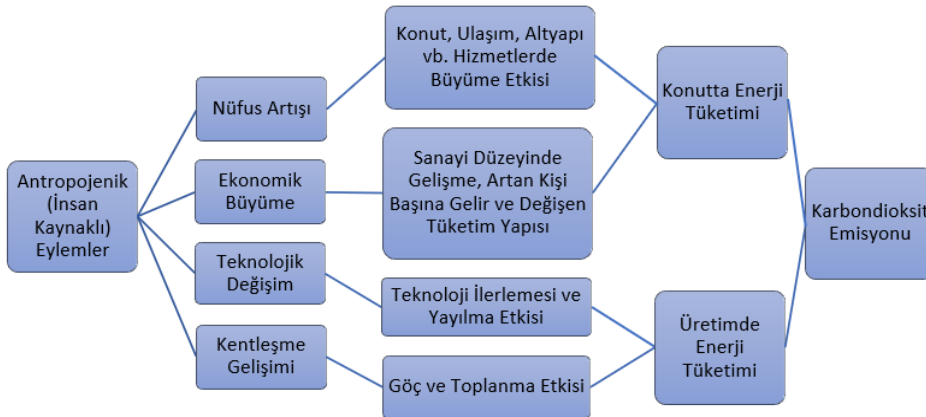 Antropojenik
(İnsan
Kaynaklı)
Eylemler
Nüfus Artışı
Ekonomik
Büyüme
Teknolojik
Değişim
Kentleşme
Gelişimi
Konut, Ulaşım, Altyapı
vb. Hizmetlerde
Büyüme Etkisi
Sanayi Düzeyinde
Gelişme, Artan Kişi
Başına Gelir ve Değişen
Tüketim Yapısı
Teknoloji İlerlemesi ve
Yayılma Etkisi
Göç ve Toplanma Etkisi
Konutta Enerji
Tüketimi
Üretimde
Enerji
Tüketimi
Karbondioksit
Emisyonu